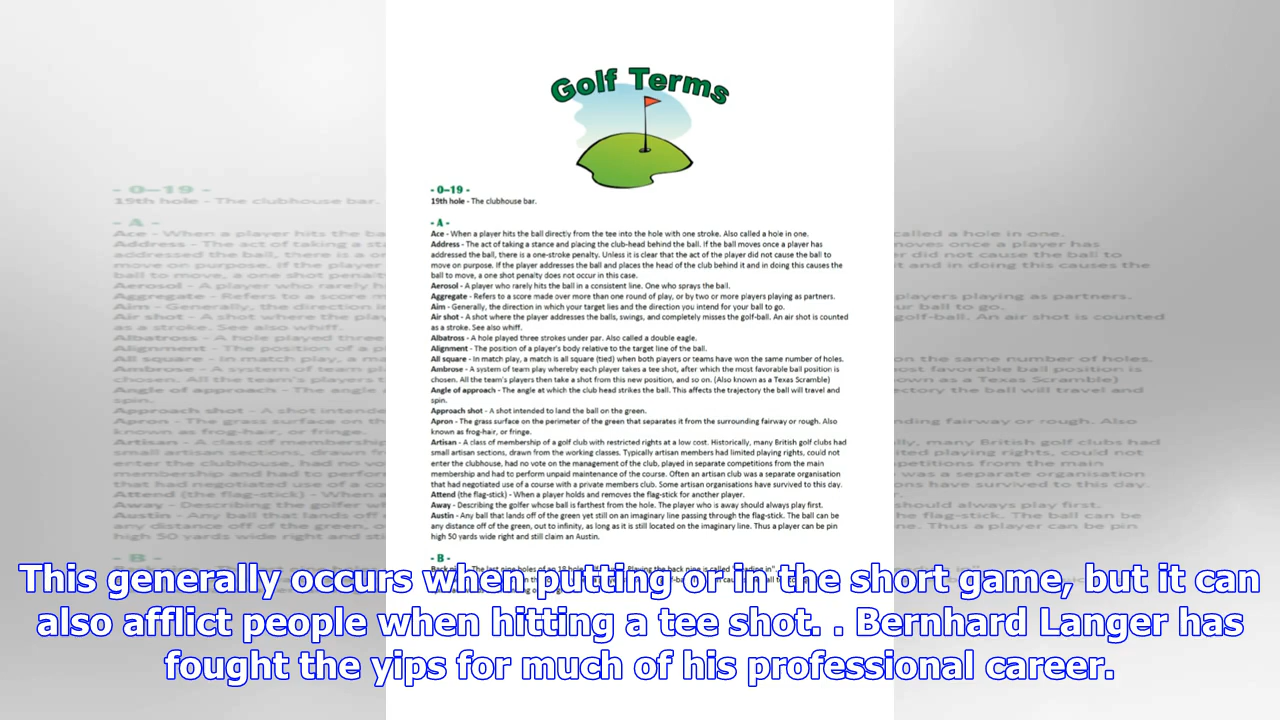 Golf Terms
- 0–19 -
19th hole - The clubhouse bar.
- A -
Ace - When a player hits the ball directly from the tee into the hole with one stroke. Also called a hole in one.
Address - The act of taking a stance and placing the club-head behind the ball. If the ball moves once a player has
addressed the ball, there is a one-stroke penalty. Unless it is clear that the act of the player did not cause the ball to
move on purpose. If the player addresses the ball and places the head of the club behind it and in doing this causes the
ball to move, a one shot penalty does not occur in this case.
Aerosol - A player who rarely hits the ball in a consistent line. One who sprays the ball.
Aggregate - Refers to a score made over more than one round of play, or by two or more players playing as partners.
Aim - Generally, the direction in which your target lies and the direction you intend for your ball to go.
Air shot - A shot where the player addresses the balls, swings, and completely misses the golf-ball. An air shot is counted
as a stroke. See also whiff.
Albatross - A hole played three strokes under par. Also called a double eagle.
Alignment - The position of a player's body relative to the target line of the ball.
All square - In match play, a match is all square (tied) when both players or teams have won the same number of holes.
Ambrose - A system of team play whereby each player takes a tee shot, after which the most favorable ball position is
chosen. All the team's players then take a shot from this new position, and so on. (Also known as a Texas Scramble)
Angle of approach - The angle at which the club head strikes the ball. This affects the trajectory the ball will travel and
spin.
Approach shot - A shot intended to land the ball on the green.
Apron - The grass surface on the perimeter of the green that separates it from the surrounding fairway or rough. Also
known as frog-hair, or fringe.
Artisan - A class of membership of a golf club with restricted rights at a low cost. Historically, many British golf clubs had
small artisan sections, drawn from the working classes. Typically artisan members had limited playing rights, could not
enter the clubhouse, had no vote on the management of the club, played in separate competitions from the main
membership and had to perform unpaid maintenance of the course. Often an artisan club was a separate organisation
that had negotiated use of a course with a private members club. Some artisan organisations have survived to this day.
Attend (the flag-stick) - When a player holds and removes the flag-stick for another player.
Away - Describing the golfer whose ball is farthest from the hole. The player who is away should always play first.
Austin - Any ball that lands off of the green yet still on an imaginary line passing through the flag-stick. The ball can be
any distance off of the green, out to infinity, as long as it is still located on the imaginary line. Thus a player can be pin
high 50 yards wide right and still claim an Austin.
- B -
This generally occurs when putting or in the short game, but it can
also afflict people when hitting a tee shot. . Bernhard Langer has
fought the yips for much of his professional career.